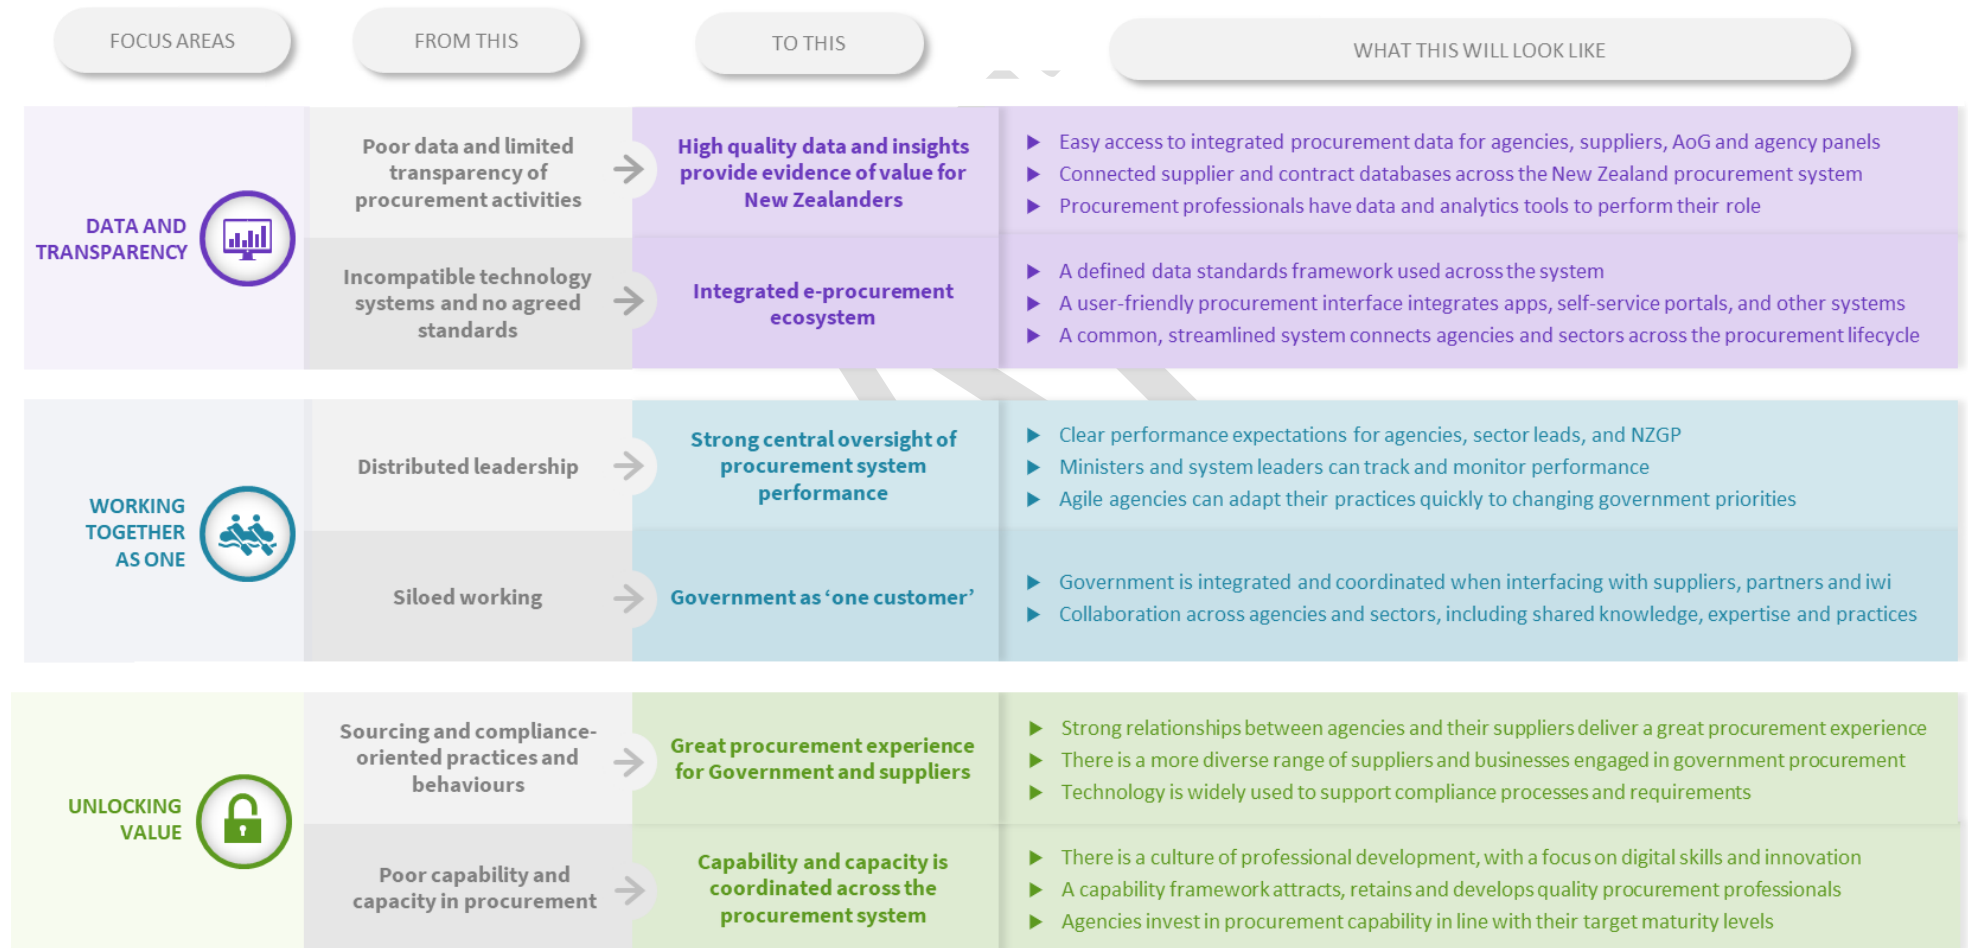 FOCUS AREAS
FROM THIS
TO THIS
WHAT THIS WILL LOOK LIKE
DATA AND
TRANSPARENCY
Poor data and limited
transparency of
procurement activities
High quality data and insights
provide evidence of value for
New Zealanders
Easy access to integrated procurement data for agencies, suppliers, AoG and agency panels
Connected supplier and contract databases across the New Zealand procurement system
Procurement professionals have data and analytics tools to perform their role
Incompatible technology
systems and no agreed
standards
Integrated e-procurement
ecosystem
A defined data standards framework used across the system
A user-friendly procurement interface integrates apps, self-service portals, and other systems
A common, streamlined system connects agencies and sectors across the procurement lifecycle
WORKING
TOGETHER
AS ONE
Distributed leadership
Strong central oversight of
procurement system
performance
Clear performance expectations for agencies, sector leads, and NZGP
Ministers and system leaders can track and monitor performance
Agile agencies can adapt their practices quickly to changing government priorities
Siloed working
Government as ‘one customer’
Government is integrated and coordinated when interfacing with suppliers, partners and iwi
Collaboration across agencies and sectors, including shared knowledge, expertise and practices
UNLOCKING
VALUE
Sourcing and compliance-
oriented practices and
behaviours
Great procurement experience
for Government and suppliers
Strong relationships between agencies and their suppliers deliver a great procurement experience
There is a more diverse range of suppliers and businesses engaged in government procurement
Technology is widely used to support compliance processes and requirements
Poor capability and
capacity in procurement
Capability and capacity is
coordinated across the
procurement system
There is a culture of professional development, with a focus on digital skills and innovation
A capability framework attracts, retains and develops quality procurement professionals
Agencies invest in procurement capability in line with their target maturity levels